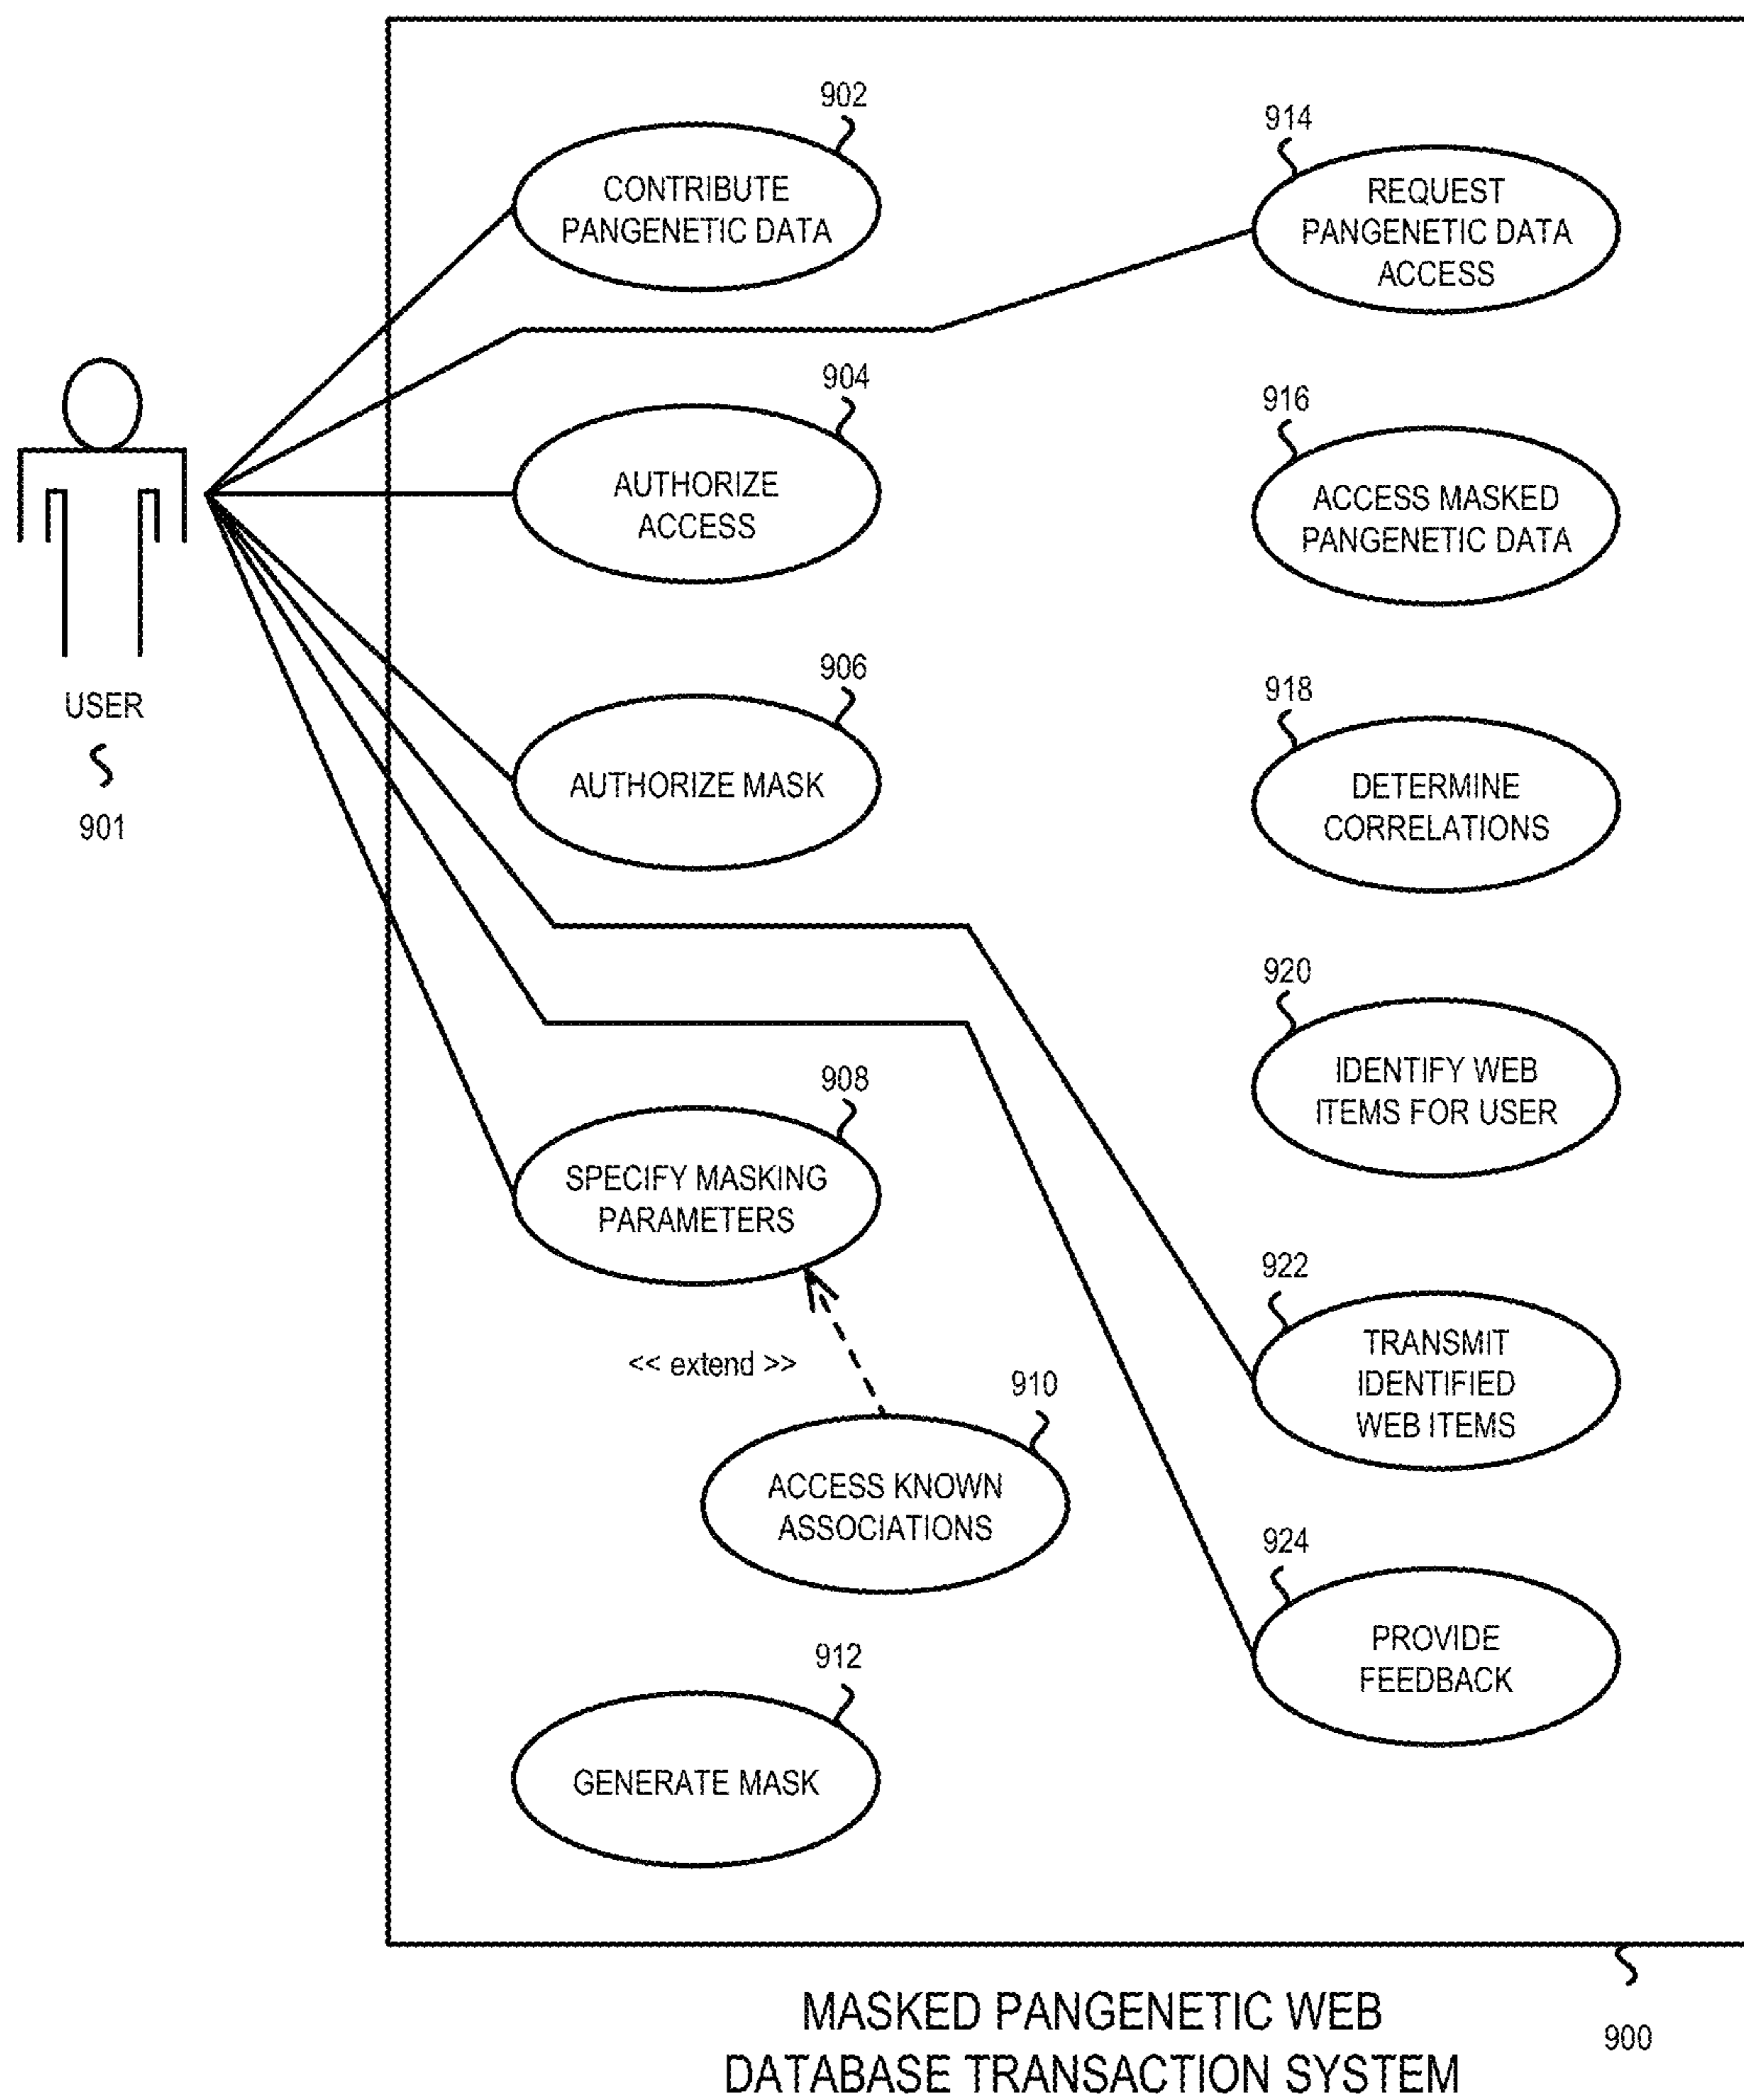 902
CONTRIBUTE
PANGENETIC DATA
914
REQUEST
PANGENETIC DATA
ACCESS
904
AUTHORIZE
ACCESS
916
ACCESS MASKED
PANGENETIC DATA
USER
901
906
AUTHORIZE MASK
918
DETERMINE
CORRELATIONS
920
IDENTIFY WEB
ITEMS FOR USER
908
SPECIFY MASKING
PARAMETERS
<< extend >>
910
ACCESS KNOWN
ASSOCIATIONS
922
TRANSMIT
IDENTIFIED
WEB ITEMS
924
PROVIDE
FEEDBACK
912
GENERATE MASK
MASKED PANGENETIC WEB
DATABASE TRANSACTION SYSTEM
900